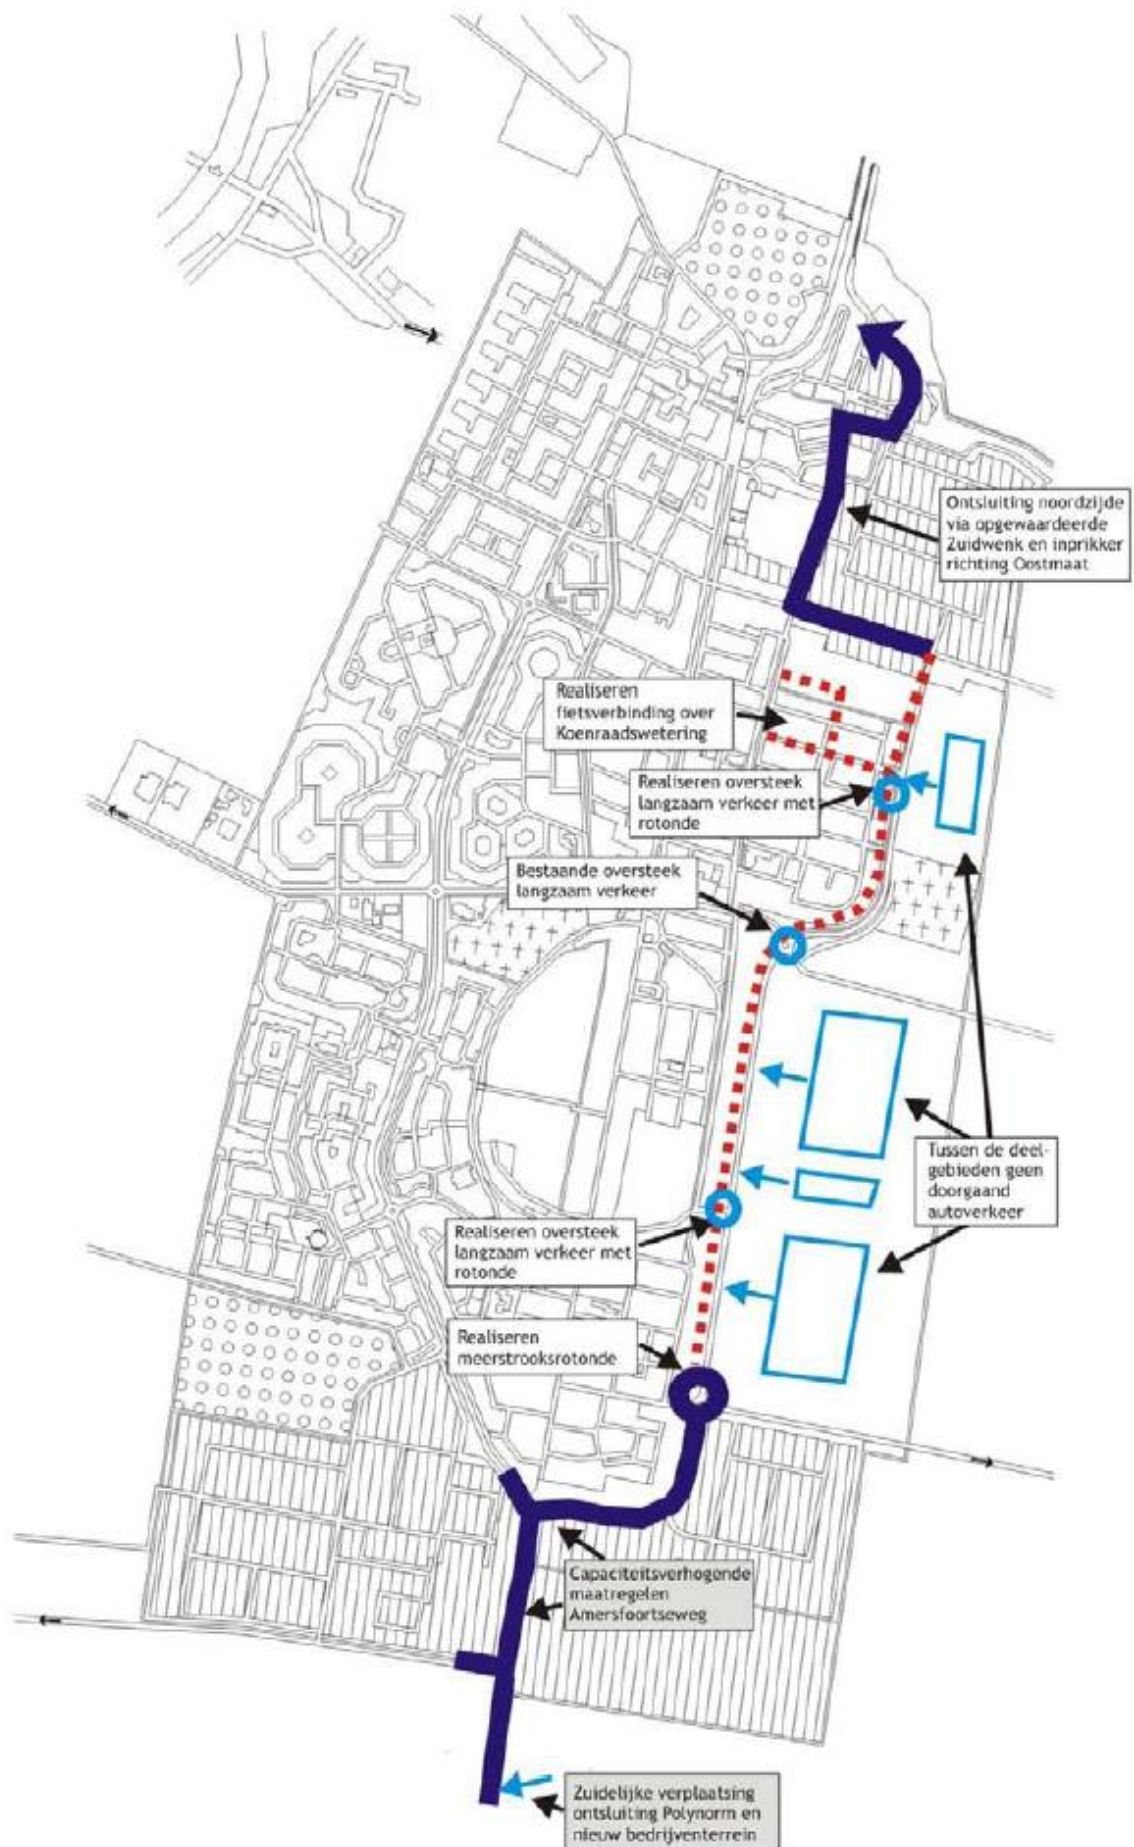 Ontsluiting noordzijde
via opgewaardeerde
Zuidwenk en inprikker
richting Oostmaat
Realiseren
fietsverbinding over
Koenraadswetering
Realiseren oversteek
langzaam verkeer met
rotonde
Bestaande oversteek
langzaam verkeer
Tussen de deel-
gebieden geen
doorgaand
autoverkeer
Realiseren oversteek
langzaam verkeer met
rotonde
Realiseren
meerstrooksrotonde
Capaciteitsverhogende
maatregelen
Amersfoortseweg
Zuidelijke verplaatsing
ontsluiting Polynorm en
nieuw bedrijventerrein